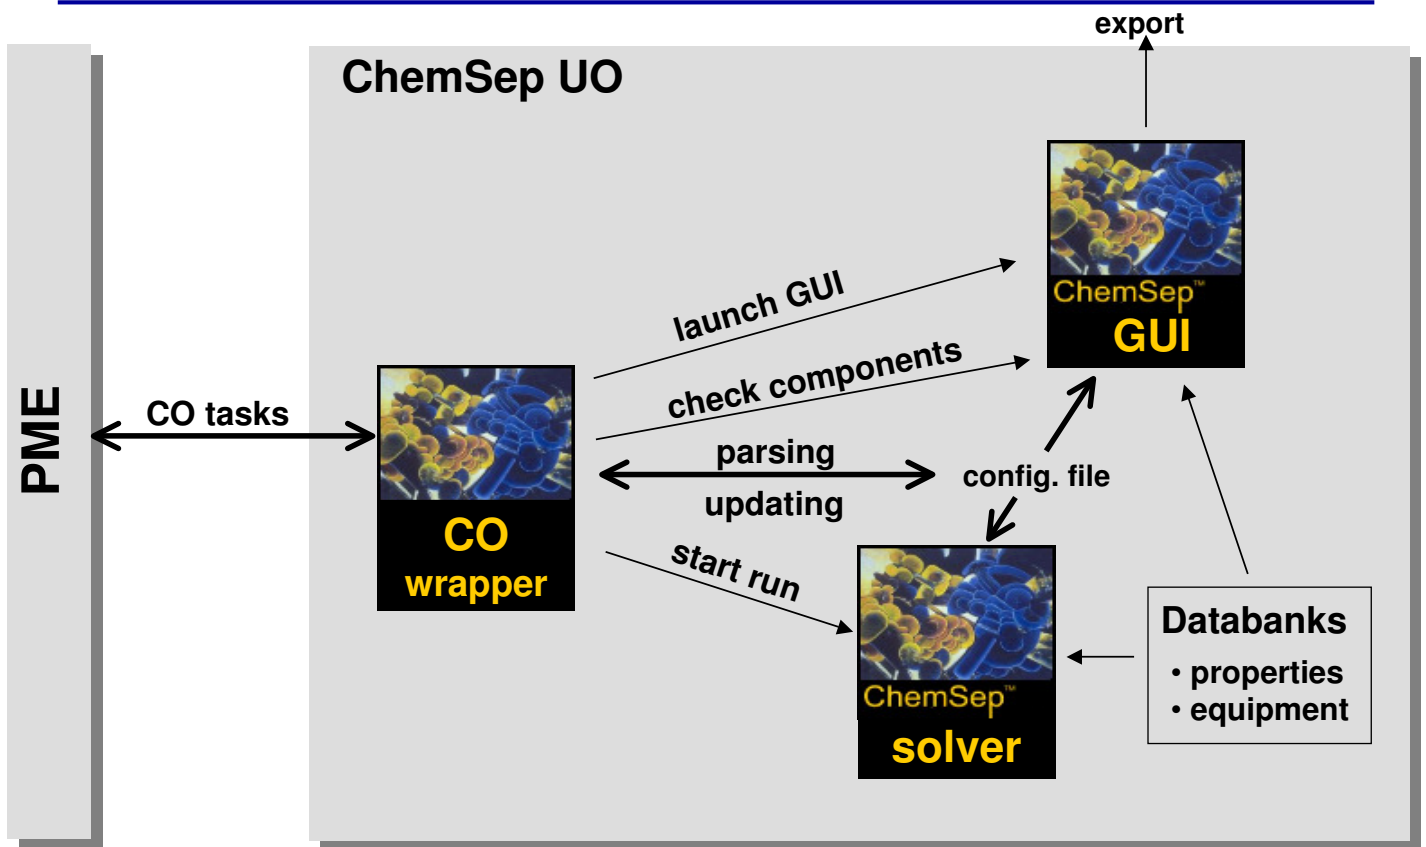 export
ChemSep UO
ChemSep™
GUI
launch GUI
check components
PME
CO tasks
parsing
config. file
updating
CO
wrapper
start run
ChemSep™
solver
Databanks
• properties
• equipment